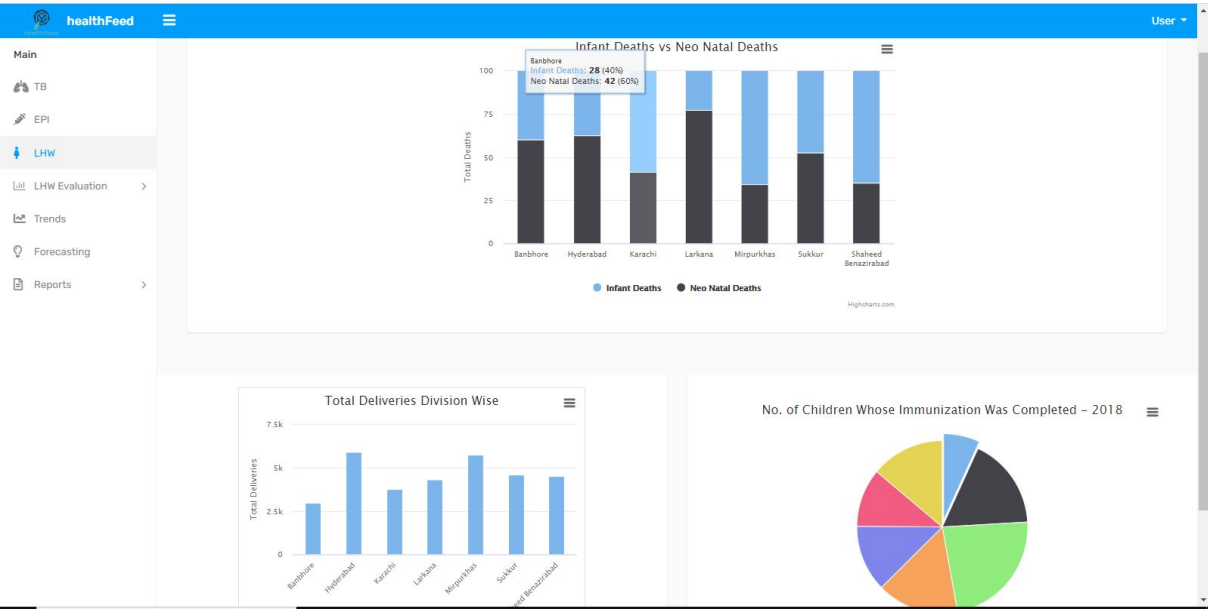 healthFeed
User
Main
TB
EPI
LHW
LHW Evaluation
Trends
Forecasting
Reports
Infant Deaths vs Neo Natal Deaths
Banbhore
Infant Deaths: 28 (40%)
Neo Natal Deaths: 42 (60%)
Total Deaths
100
75
50
25
0
Banbhore Hyderabad Karachi Larkana Mirpurkhas Sukkur Shaheed
Benazirabad
Infant Deaths Neo Natal Deaths
Highcharts.com
Total Deliveries Division Wise
Total Deliveries
7.5k
5k
2.5k
0
Banbhore Hyderabad Karachi Larkana Mirpurkhas Sukkur Benazirabad
No. of Children Whose Immunization Was Completed – 2018